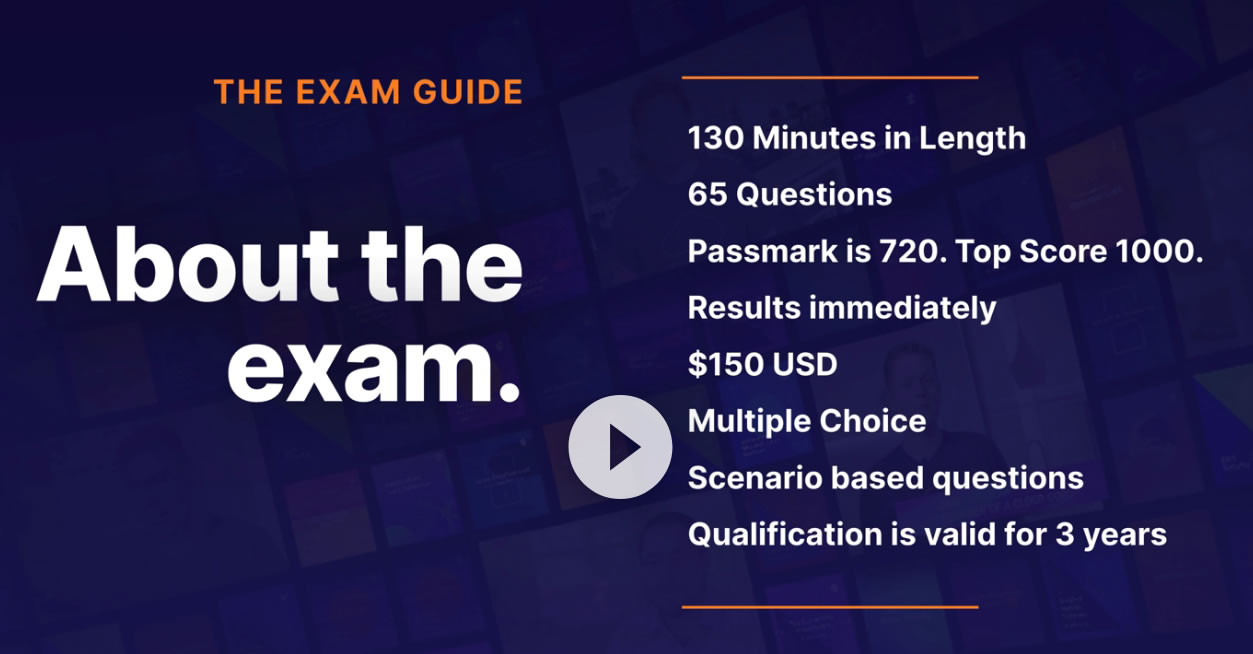 THE EXAM GUIDE
About the
exam.
130 Minutes in Length
65 Questions
Passmark is 720. Top Score 1000.
Results immediately
$150 USD
Multiple Choice
Scenario based questions
Qualification is valid for 3 years